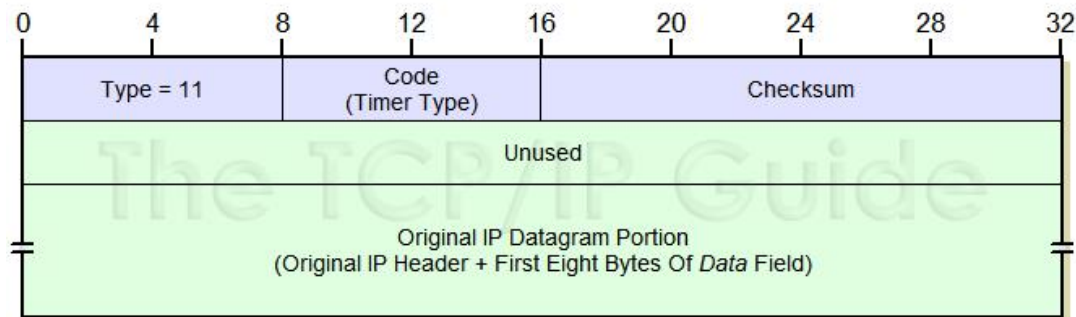 0 4 8 12 16 20 24 28 32
Type = 11
Code
(Timer Type)
Checksum
Unused
The TCP/IP Guide
Original IP Datagram Portion
(Original IP Header + First Eight Bytes Of Data Field)